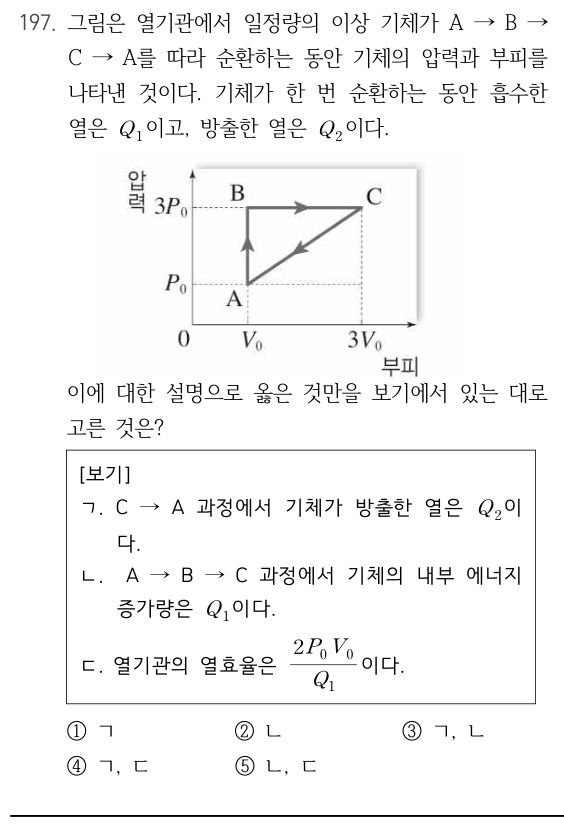 197. 그림은 열기관에서 일정량의 이상 기체가 A → B →
C → A를 따라 순환하는 동안 기체의 압력과 부피를
나타낸 것이다. 기체가 한 번 순환하는 동안 흡수한
열은 Q₁이고, 방출한 열은 Q₂이다.
압력
3P₀
B
C
P₀
A
0
V₀
3V₀
부피
이에 대한 설명으로 옳은 것만을 보기에서 있는 대로
고른 것은?
[보기]
ㄱ. C → A 과정에서 기체가 방출한 열은 Q₂이
다.
ㄴ. A → B → C 과정에서 기체의 내부 에너지
증가량은 Q₁이다.
ㄷ. 열기관의 열효율은 2P₀V₀/Q₁이다.
① ㄱ ② ㄴ ③ ㄱ, ㄴ
④ ㄱ, ㄷ ⑤ ㄴ, ㄷ